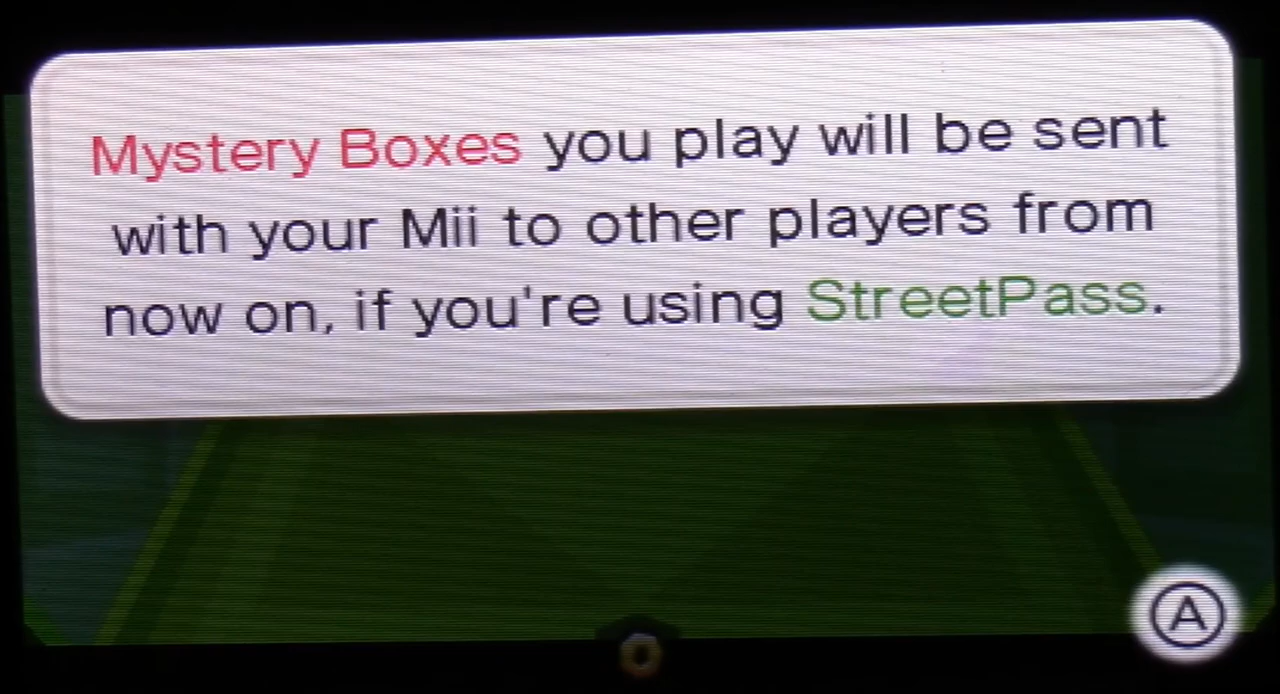 Mystery Boxes you play will be sent
with your Mii to other players from
now on, if you're using StreetPass.
A